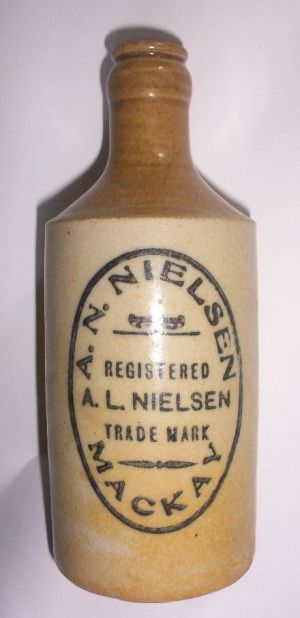 A. N. NIELSEN
REGISTERED
A. L. NIELSEN
TRADE MARK
MACKAY